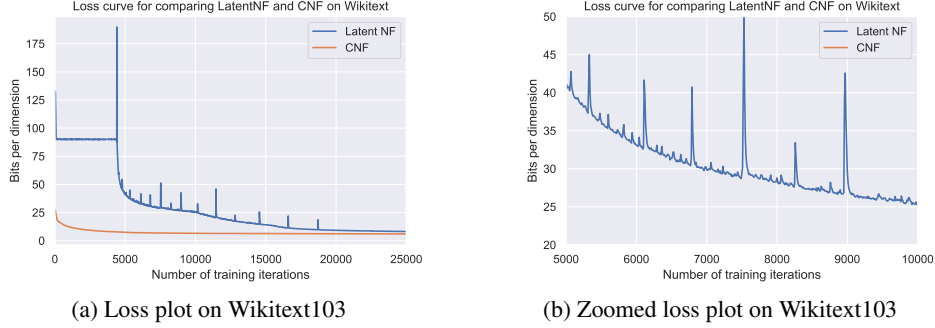 Loss curve for comparing LatentNF and CNF on Wikitext
Latent NF
CNF
175
150
125
100
75
50
25
0
Bits per dimension
0 5000 10000 15000 20000 25000
Number of training iterations
(a) Loss plot on Wikitext103
Loss curve for comparing LatentNF and CNF on Wikitext
Latent NF
CNF
50
45
40
35
30
25
20
Bits per dimension
5000 6000 7000 8000 9000 10000
Number of training iterations
(b) Zoomed loss plot on Wikitext103